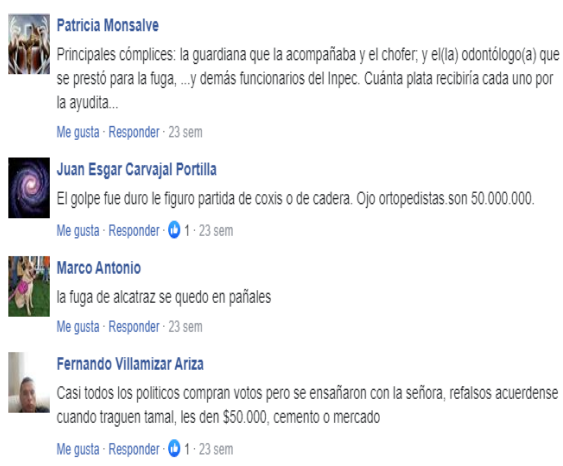 Patricia Monsalve
Principales cómplices: la guardiana que la acompañaba y el chofer; y el(la) odontólogo(a) que
se prestó para la fuga, ...y demás funcionarios del Inpec. Cuánta plata recibiría cada uno por
la ayudita...
Me gusta · Responder · 23 sem
Juan Esgar Carvajal Portilla
El golpe fue duro le figuro partida de coxis o de cadera. Ojo ortopedistas.son 50.000.000.
Me gusta · Responder · 1 · 23 sem
Marco Antonio
la fuga de alcatraz se quedo en pañales
Me gusta · Responder · 23 sem
Fernando Villamizar Ariza
Casi todos los politicos compran votos pero se ensañaron con la señora, refalsos acuerdense
cuando traguen tamal, les den $50.000, cemento o mercado
Me gusta · Responder · 1 · 23 sem